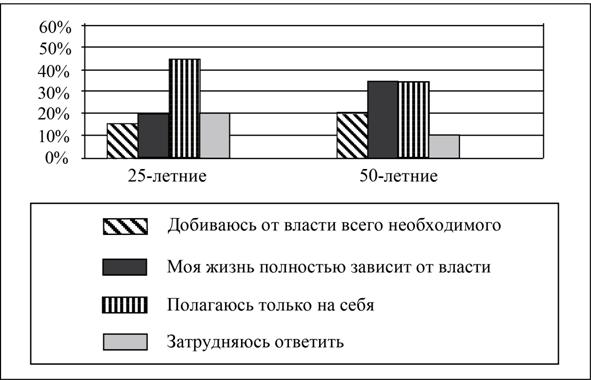 60%
50%
40%
30%
20%
10%
0%
25-летние 50-летние
Добиваюсь от власти всего необходимого
Моя жизнь полностью зависит от власти
Полагаюсь только на себя
Затрудняюсь ответить